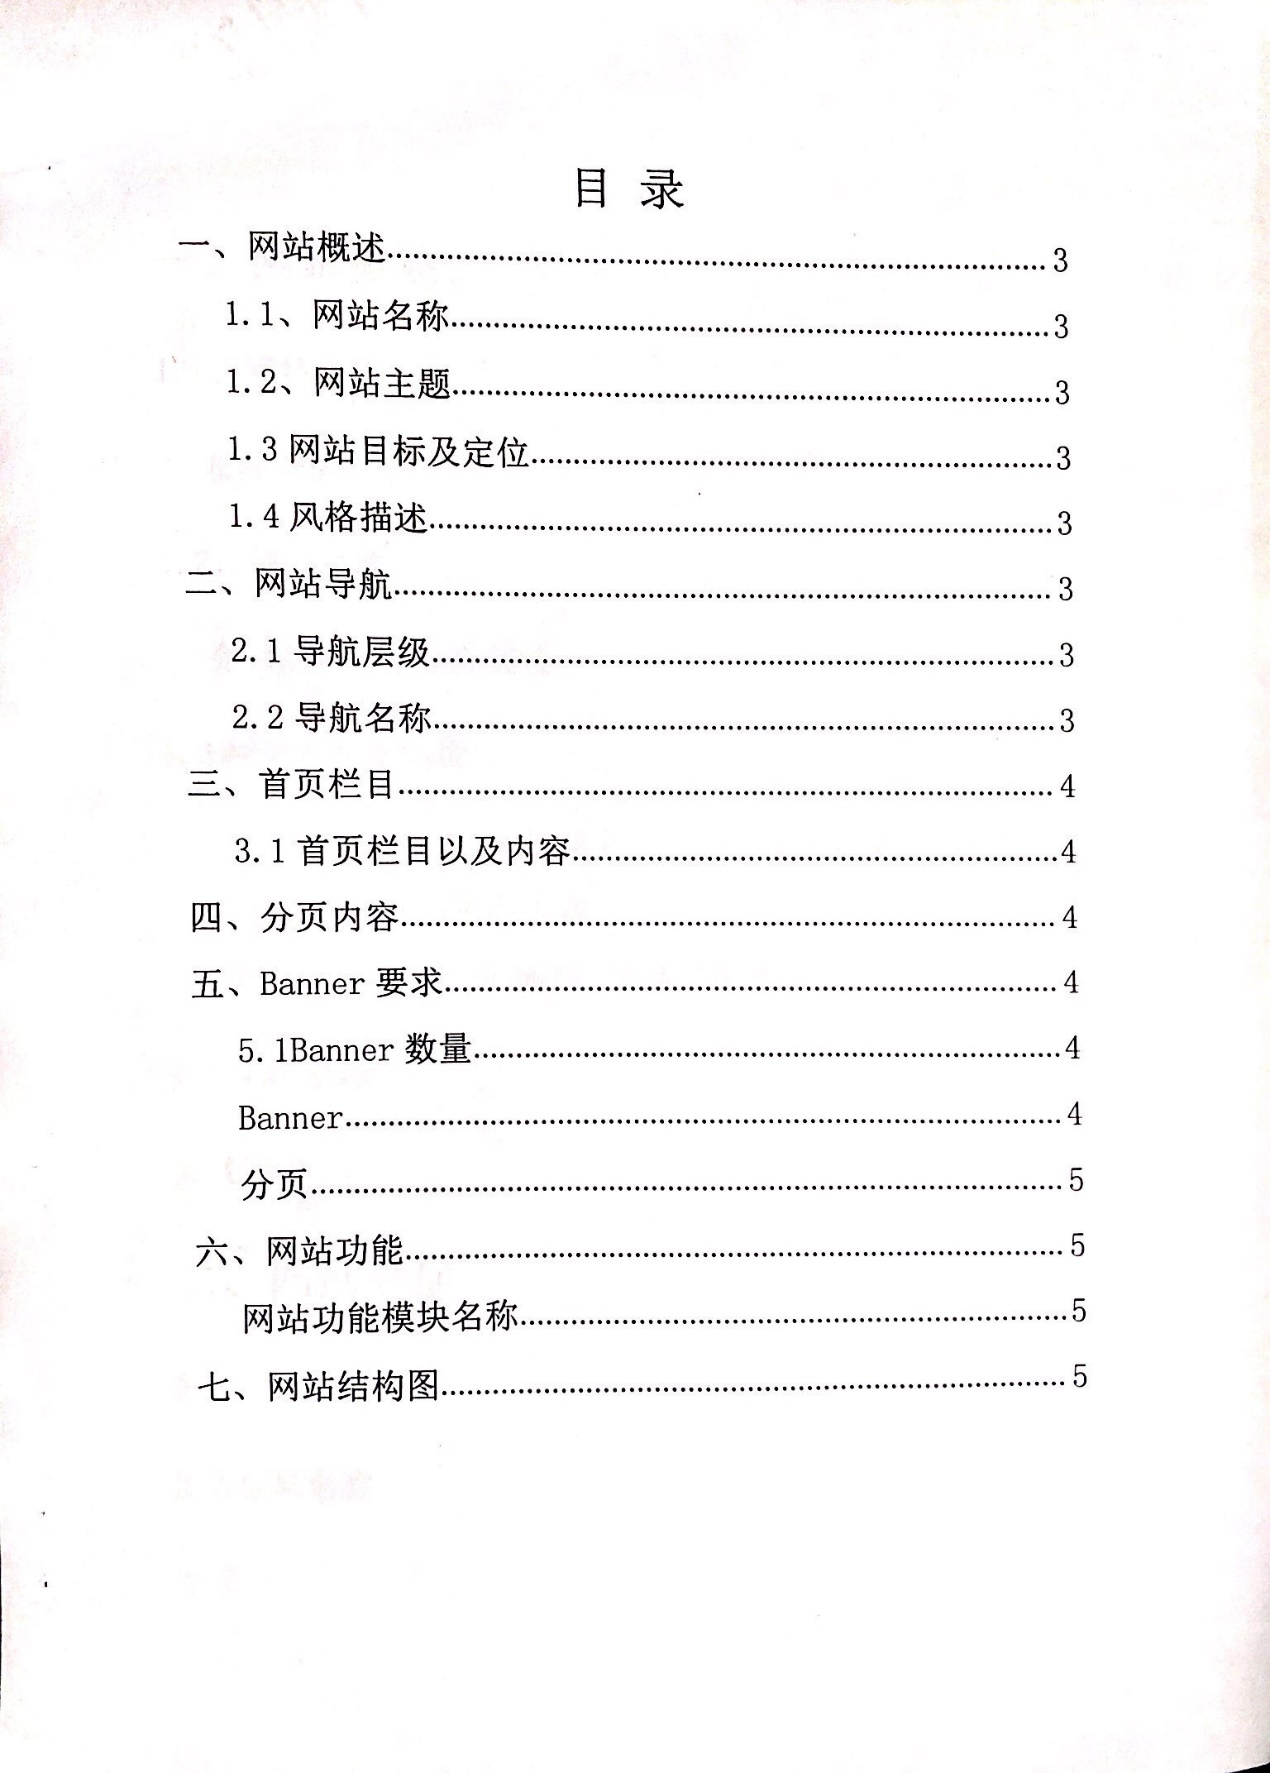 目 录
一、网站概述........................ 3
1.1、网站名称........................3
1.2、网站主题........................3
1.3 网站目标及定位........................3
1.4 风格描述........................3
二、网站导航........................ 3
2.1 导航层级........................3
2.2 导航名称........................3
三、首页栏目........................ 4
3.1 首页栏目以及内容........................4
四、分页内容........................ 4
五、Banner 要求........................ 4
5.1Banner 数量........................4
Banner........................4
分页........................5
六、网站功能........................ 5
网站功能模块名称........................5
七、网站结构图........................ 5